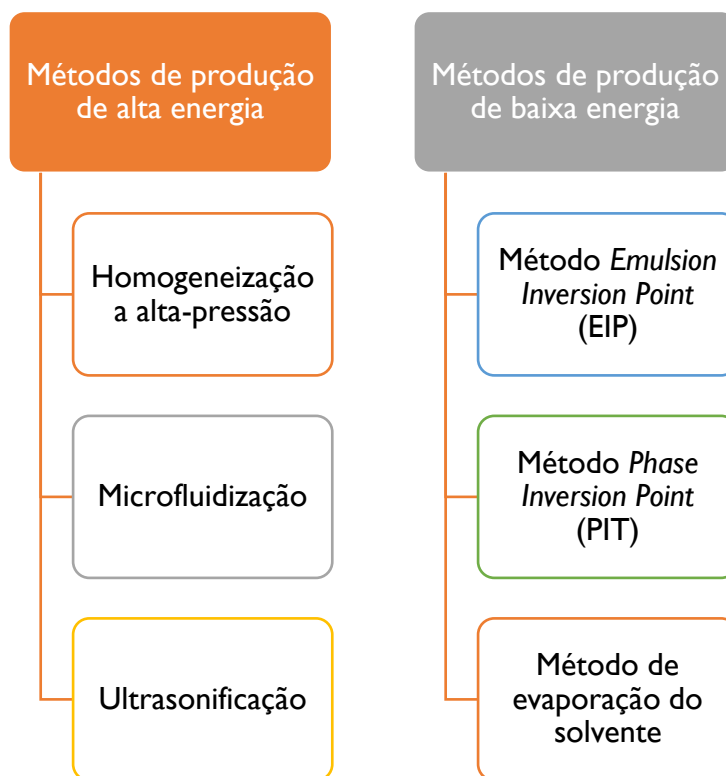 Métodos de produção
de alta energia
Homogeneização
a alta-pressão
Microfluidização
Ultrasonificação
Métodos de produção
de baixa energia
Método Emulsion
Inversion Point
(EIP)
Método Phase
Inversion Point
(PIT)
Método de
evaporação do
solvente